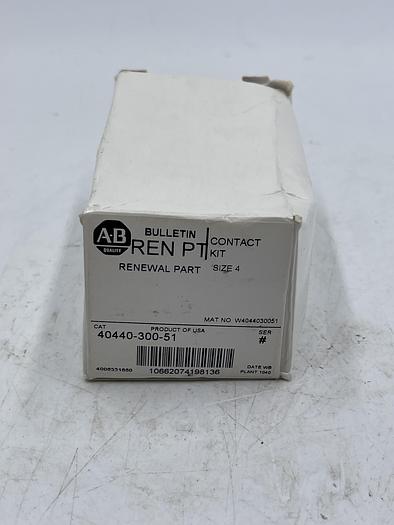 A-B
QUALITY
BULLETIN
REN PT
RENEWAL PART
CONTACT
KIT
SIZE 4
MAT NO W4044030051
CAT
PRODUCT OF USA
SER
40440-300-51
#
10662074198136
DATE WB
PLANT 1040